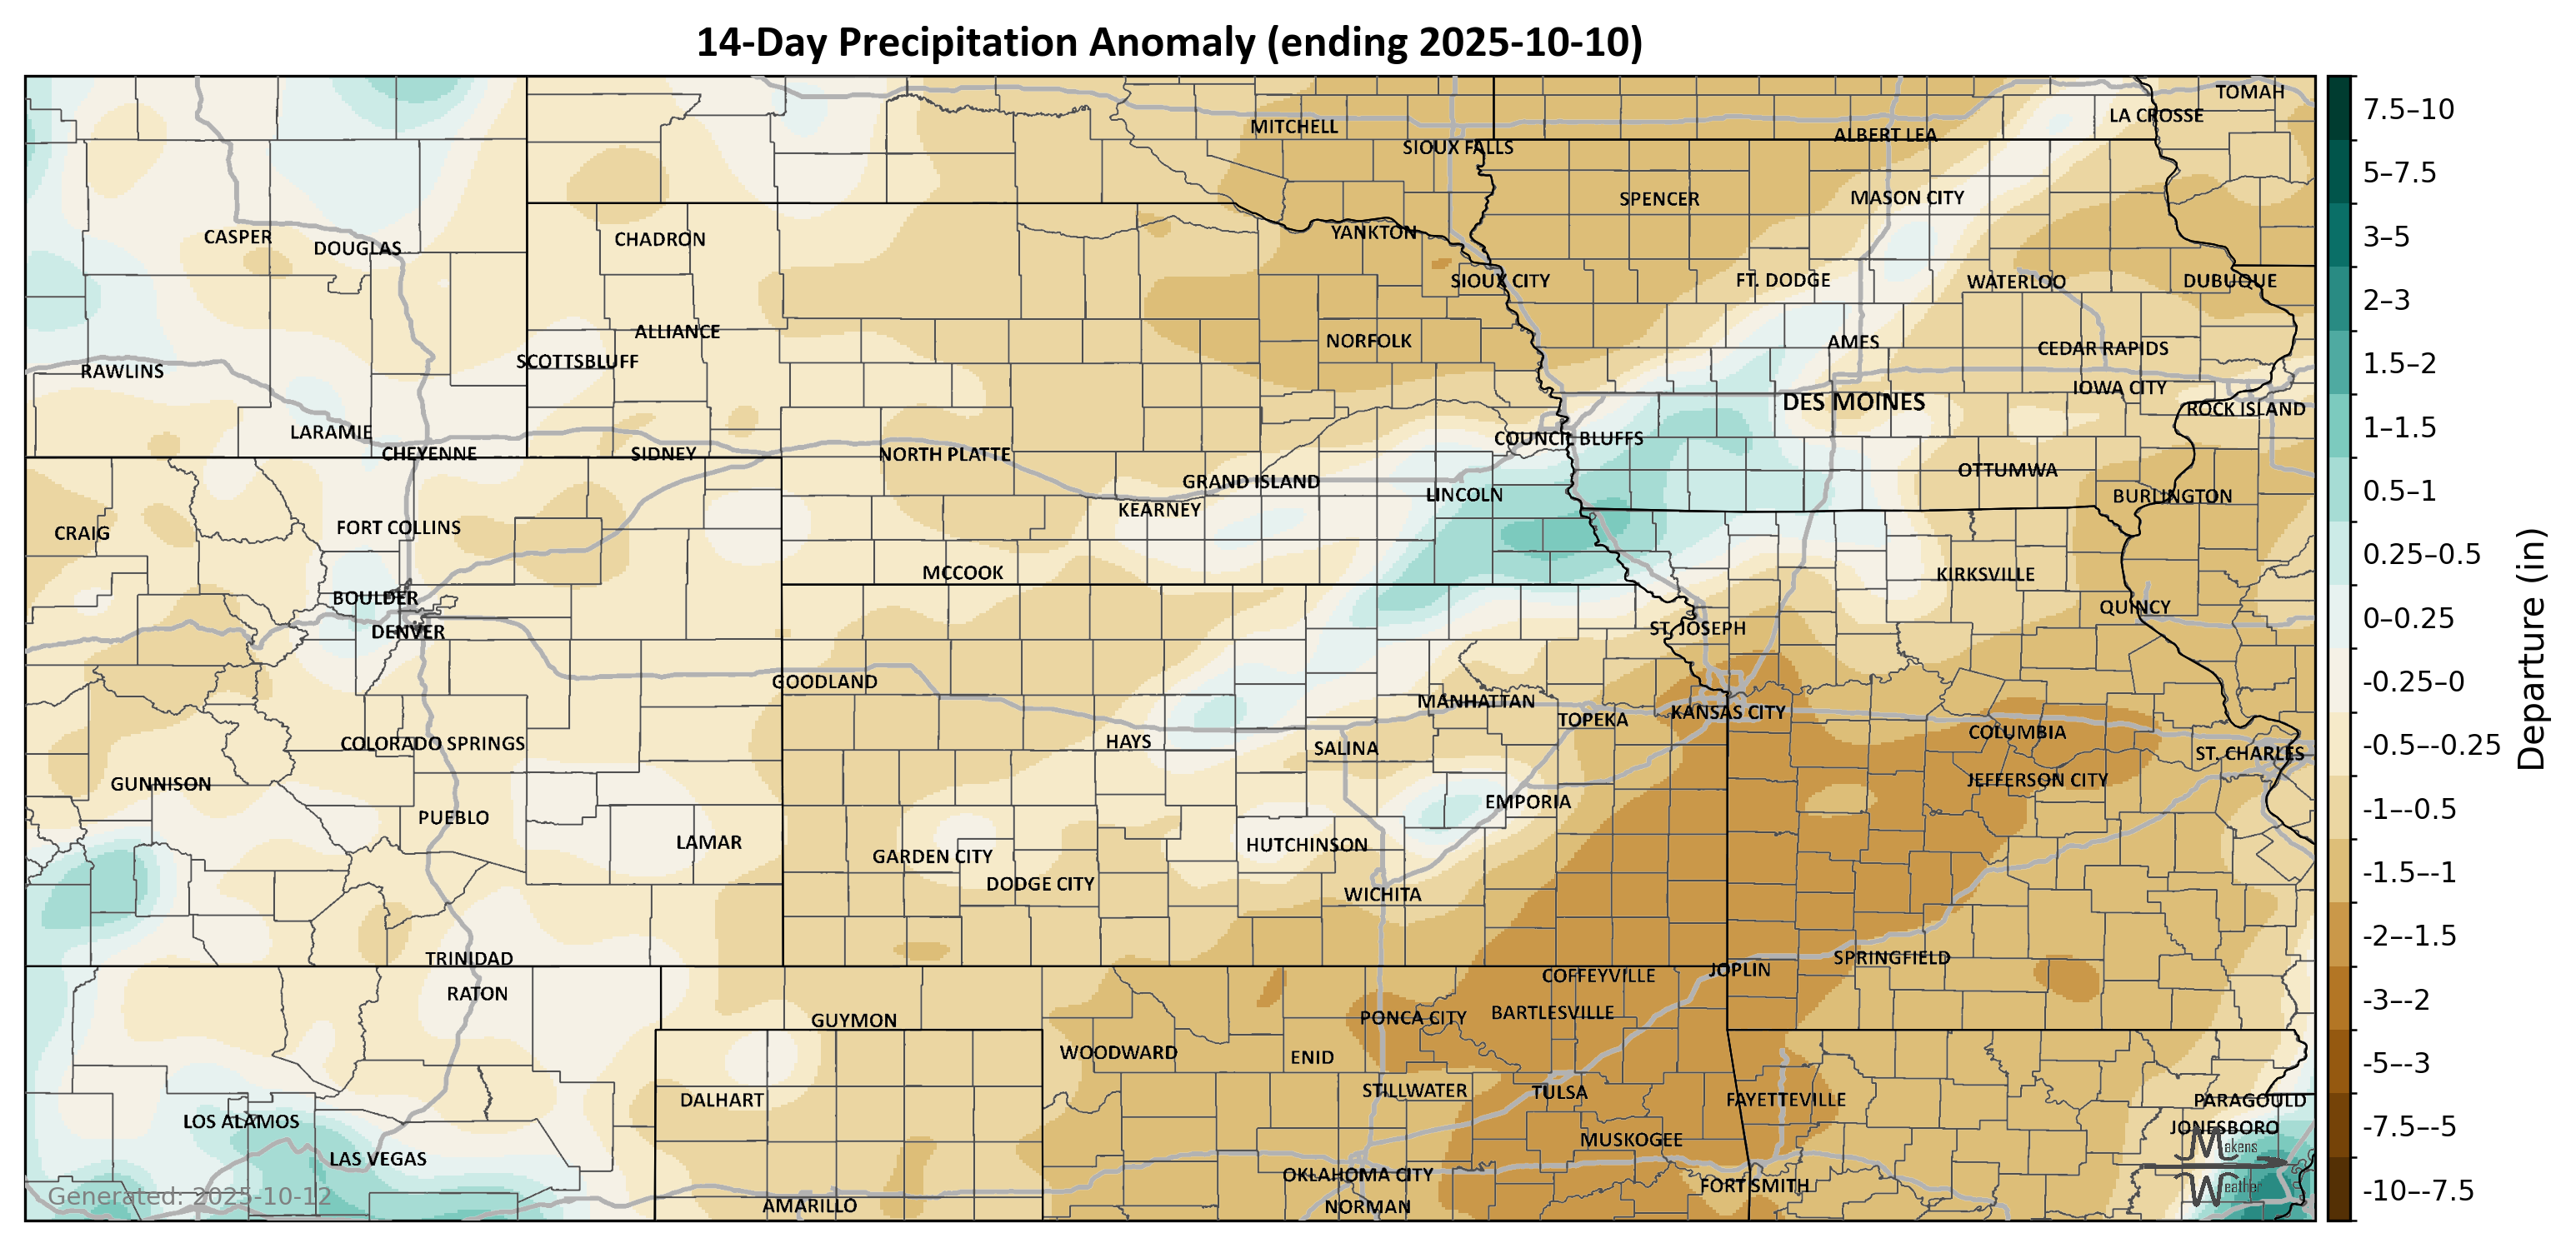 14-Day Precipitation Anomaly (ending 2025-10-10)
TOMAH
LA CROSSE
MITCHELL
ALBERT LEA
SIOUX FALLS
SPENCER
MASON CITY
YANKTON
CASPER
DOUGLAS
CHADRON
SIOUX CITY
FT. DODGE
WATERLOO
DUBUQUE
ALLIANCE
NORFOLK
AMES
CEDAR RAPIDS
SCOTTSBLUFF
RAWLINS
IOWA CITY
DES MOINES
ROCK ISLAND
LARAMIE
COUNCIL BLUFFS
CHEYENNE
SIDNEY
NORTH PLATTE
OTTUMWA
GRAND ISLAND
LINCOLN
BURLINGTON
KEARNEY
CRAIG
FORT COLLINS
MCCOOK
KIRKSVILLE
BOULDER
QUINCY
DENVER
ST. JOSEPH
GOODLAND
MANHATTAN
TOPEKA
KANSAS CITY
COLUMBIA
COLORADO SPRINGS
HAYS
SALINA
ST. CHARLES
GUNNISON
JEFFERSON CITY
EMPORIA
PUEBLO
LAMAR
HUTCHINSON
GARDEN CITY
DODGE CITY
WICHITA
TRINIDAD
SPRINGFIELD
COFFEYVILLE
JOPLIN
RATON
PONCA CITY
BARTLESVILLE
GUYMON
WOODWARD
ENID
STILLWATER
TULSA
DALHART
FAYETTEVILLE
PARAGOULD
LOS ALAMOS
JONESBORO
MUSKOGEE
LAS VEGAS
OKLAHOMA CITY
FORT SMITH
AMARILLO
NORMAN
Makens
Weather
Generated: 2025-10-12
7.5–10
5–7.5
3–5
2–3
1.5–2
1–1.5
0.5–1
0.25–0.5
0–0.25
-0.25–0
-0.5–-0.25
-1–-0.5
-1.5–-1
-2–-1.5
-3–-2
-5–-3
-7.5–-5
-10–-7.5
Departure (in)